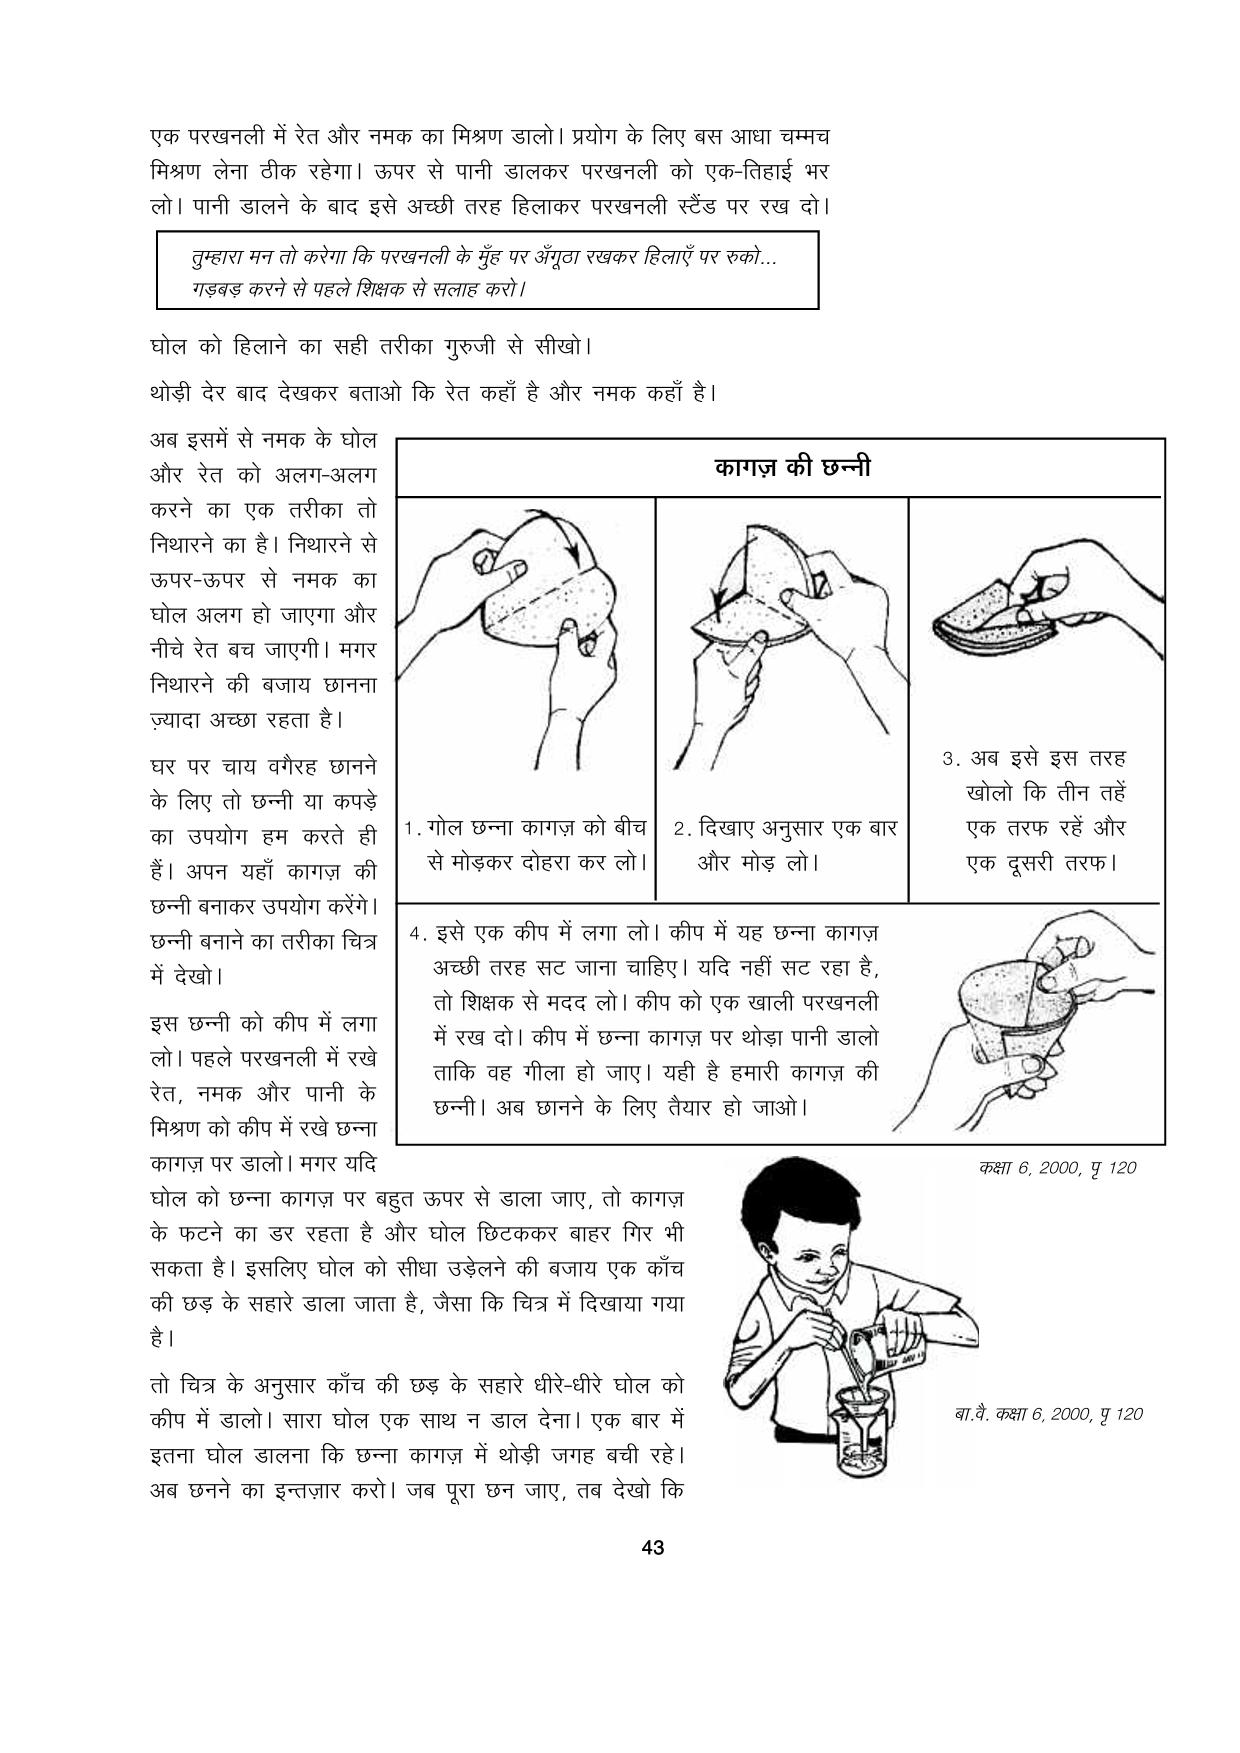 एक परखनली में रेत और नमक का मिश्रण डालो। प्रयोग के लिए बस आधा चम्मच
मिश्रण लेना ठीक रहेगा। ऊपर से पानी डालकर परखनली को एक-तिहाई भर
लो। पानी डालने के बाद इसे अच्छी तरह हिलाकर परखनली स्टैंड पर रख दो।
तुम्हारा मन तो करेगा कि परखनली के मुँह पर अँगूठा रखकर हिलाएँ पर रुको...
गड़बड़ करने से पहले शिक्षक से सलाह करो।
घोल को हिलाने का सही तरीका गुरुजी से सीखो।
थोड़ी देर बाद देखकर बताओ कि रेत कहाँ है और नमक कहाँ है।
अब इसमें से नमक के घोल
और रेत को अलग-अलग
करने का एक तरीका तो
निथारने का है। निथारने से
ऊपर-ऊपर से नमक का
घोल अलग हो जाएगा और
नीचे रेत बच जाएगी। मगर
निथारने की बजाय छानना
ज़्यादा अच्छा रहता है।
घर पर चाय वगैरह छानने
के लिए तो छन्नी या कपड़े
का उपयोग हम करते ही
हैं। अपन यहाँ कागज़ की
छन्नी बनाकर उपयोग करेंगे।
छन्नी बनाने का तरीका चित्र
में देखो।
इस छन्नी को कीप में लगा
लो। पहले परखनली में रखे
रेत, नमक और पानी के
मिश्रण को कीप में रखे छन्ना
कागज़ पर डालो। मगर यदि
घोल को छन्ना कागज़ पर बहुत ऊपर से डाला जाए, तो कागज़
के फटने का डर रहता है और घोल छिटककर बाहर गिर भी
सकता है। इसलिए घोल को सीधा उड़ेलने की बजाय एक काँच
की छड़ के सहारे डाला जाता है, जैसा कि चित्र में दिखाया गया
है।
तो चित्र के अनुसार काँच की छड़ के सहारे धीरे-धीरे घोल को
कीप में डालो। सारा घोल एक साथ न डाल देना। एक बार में
इतना घोल डालना कि छन्ना कागज़ में थोड़ी जगह बची रहे।
अब छनने का इन्तज़ार करो। जब पूरा छन जाए, तब देखो कि
कागज़ की छन्नी
1. गोल छन्ना कागज़ को बीच
से मोड़कर दोहरा कर लो।
2. दिखाए अनुसार एक बार
और मोड़ लो।
3. अब इसे इस तरह
खोलो कि तीन तहें
एक तरफ रहें और
एक दूसरी तरफ।
4. इसे एक कीप में लगा लो। कीप में यह छन्ना कागज़
अच्छी तरह सट जाना चाहिए। यदि नहीं सट रहा है,
तो शिक्षक से मदद लो। कीप को एक खाली परखनली
में रख दो। कीप में छन्ना कागज़ पर थोड़ा पानी डालो
ताकि वह गीला हो जाए। यही है हमारी कागज़ की
छन्नी। अब छानने के लिए तैयार हो जाओ।
कक्षा 6, 2000, पृ 120
बा.वै. कक्षा 6, 2000, पृ 120
43